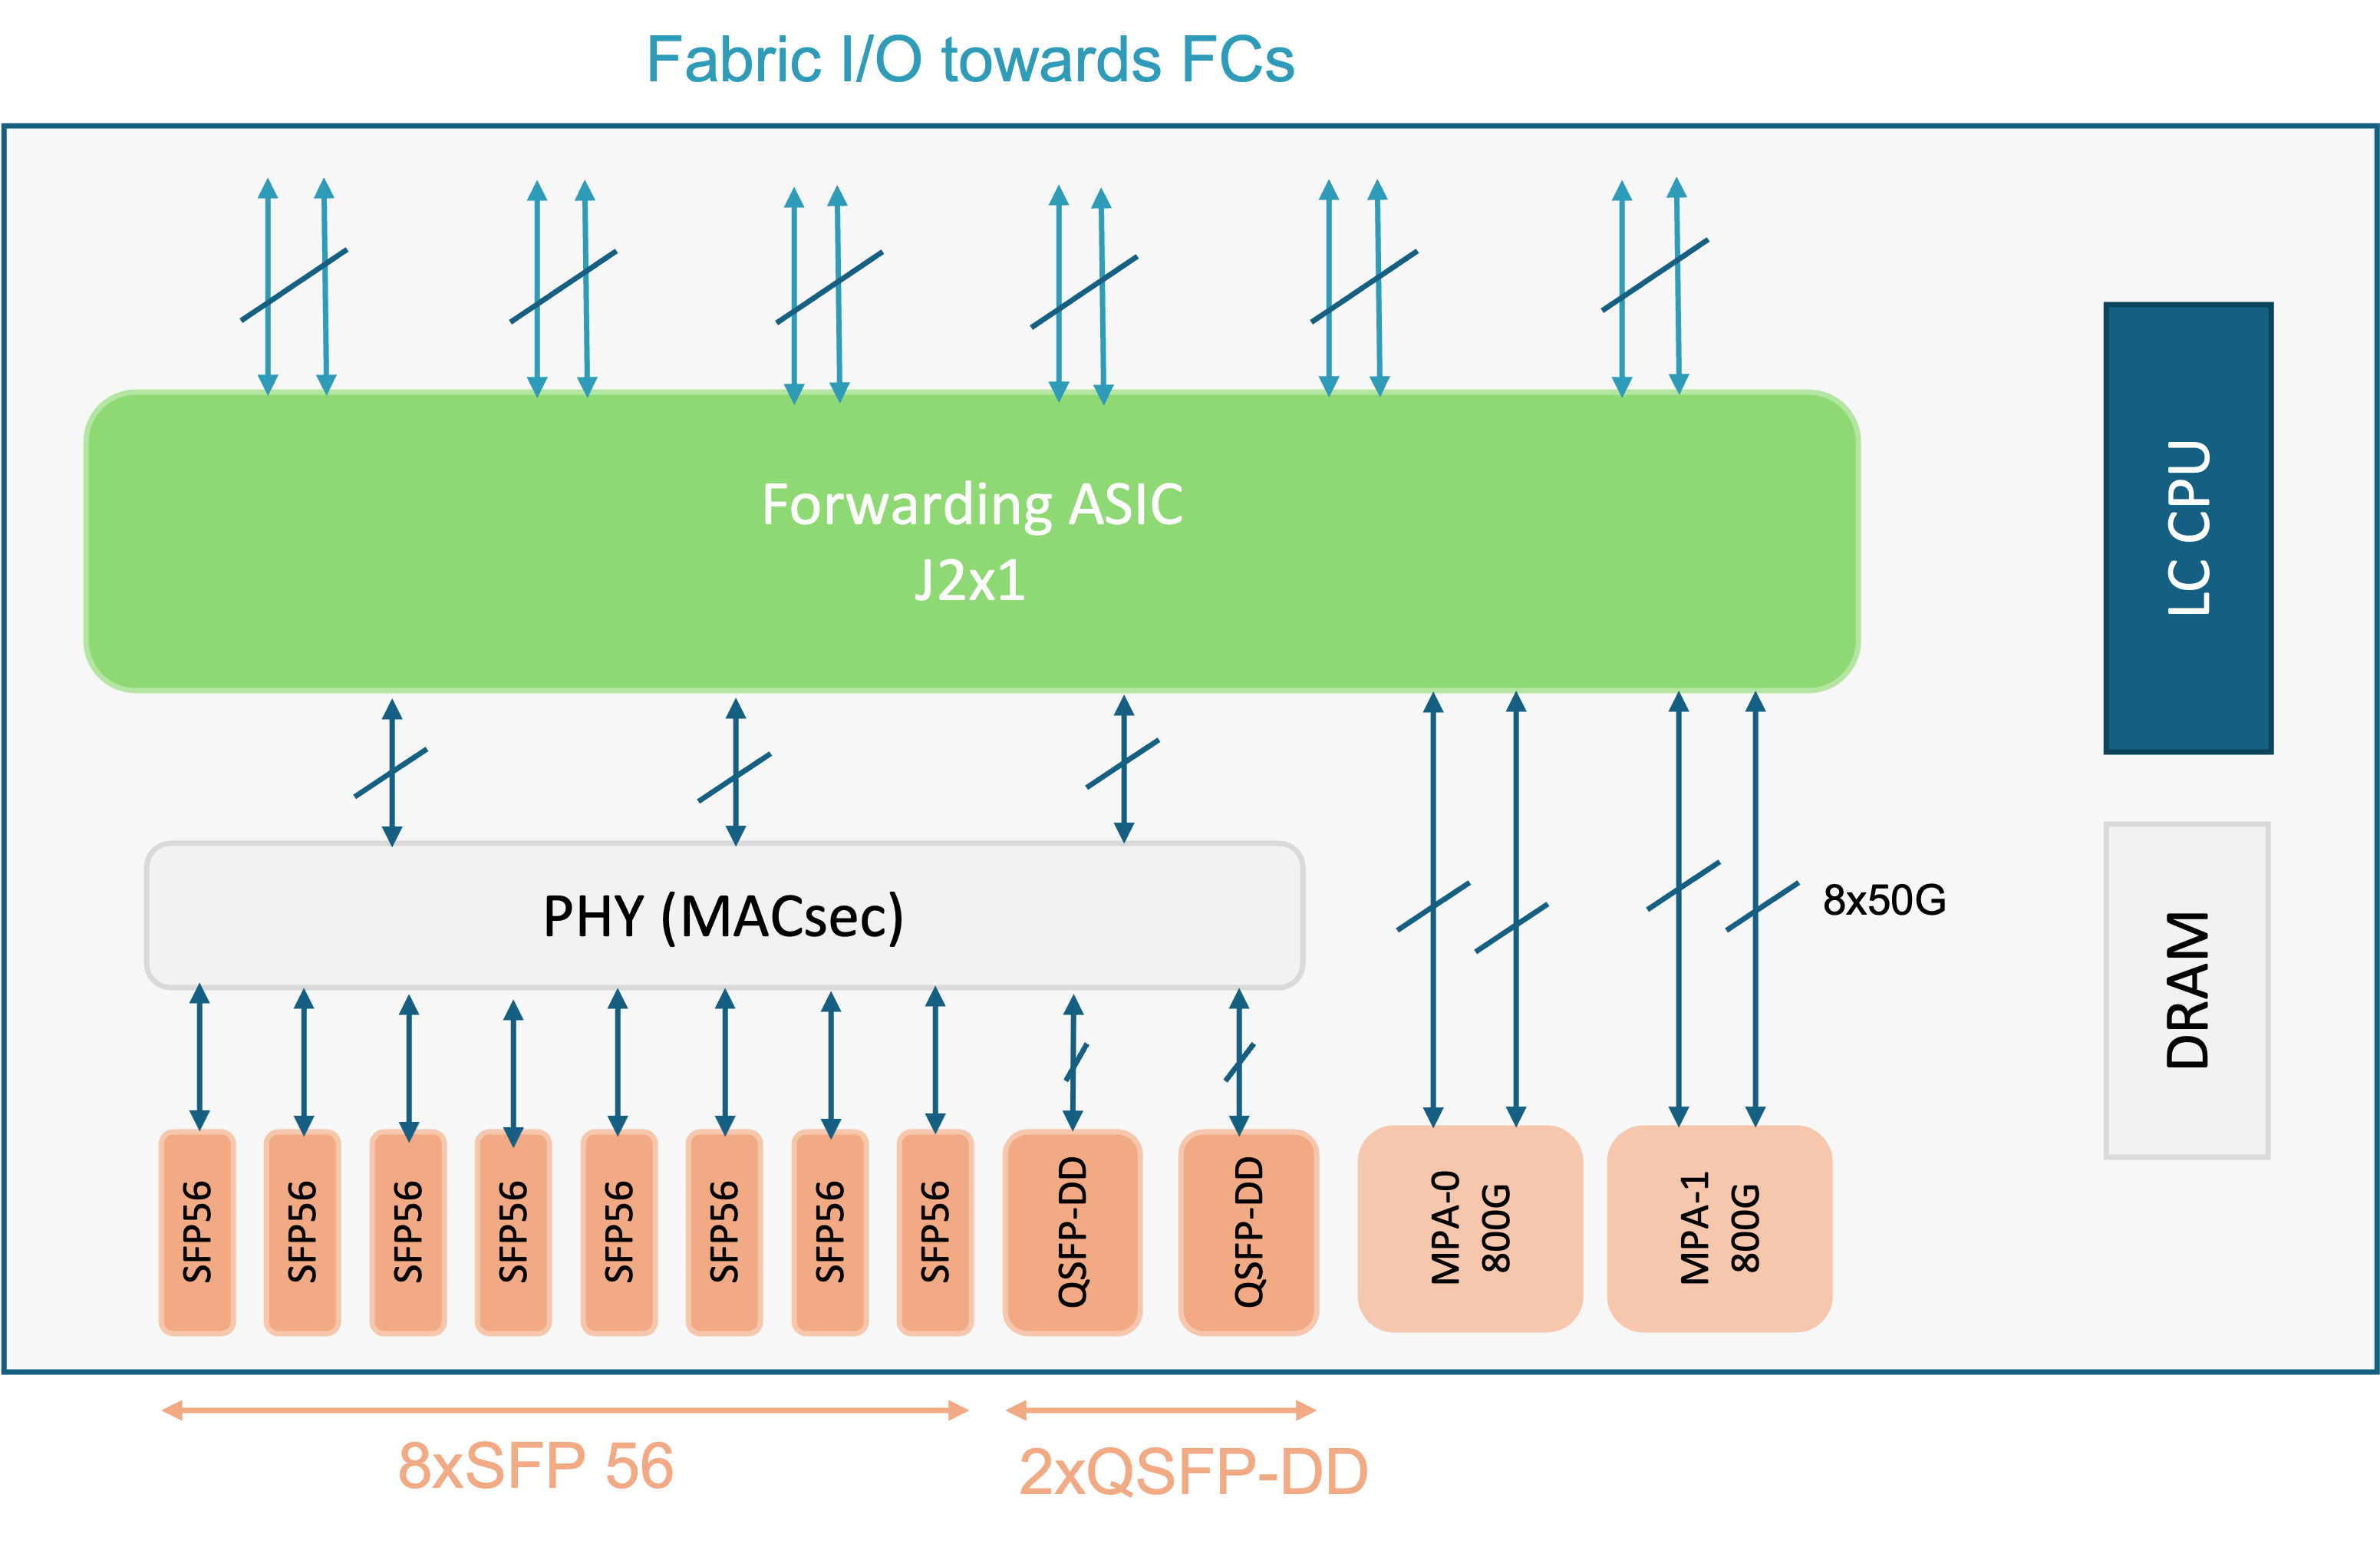 Fabric I/O towards FCs
Forwarding ASIC
J2x1
LC CPU
PHY (MACsec)
8x50G
DRAM
SFP56
SFP56
SFP56
SFP56
SFP56
SFP56
SFP56
SFP56
QSFP-DD
QSFP-DD
MPA-0
800G
MPA-1
800G
8xSFP 56
2xQSFP-DD